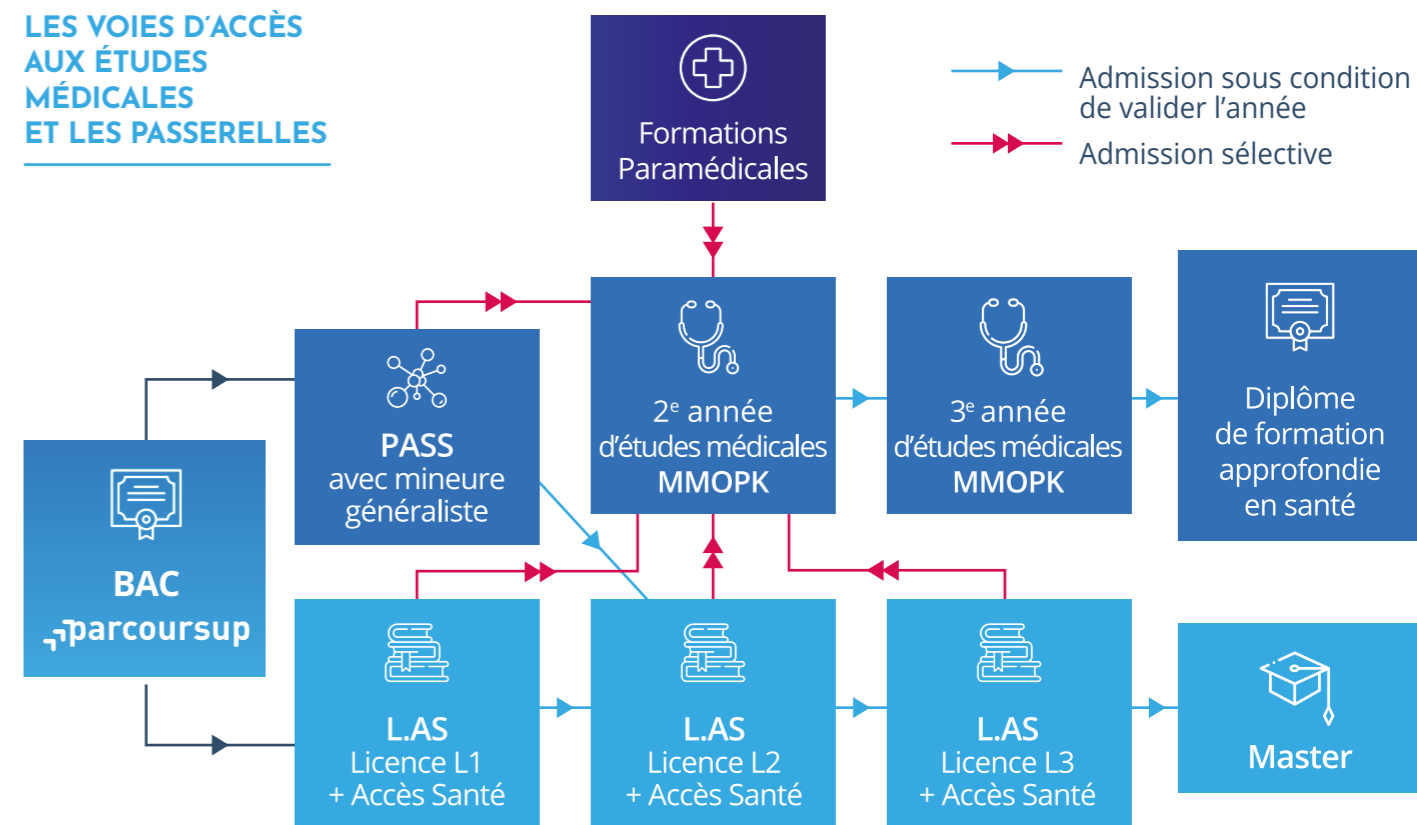 LES VOIES D'ACCÈS
AUX ÉTUDES
MÉDICALES
ET LES PASSERELLES
Formations
Paramédicales
Admission sous condition
de valider l'année
Admission sélective
BAC
parcoursup
PASS
avec mineure
généraliste
2e année
d'études médicales
MMOPK
3e année
d'études médicales
MMOPK
Diplôme
de formation
approfondie
en santé
L.AS
Licence L1
+ Accès Santé
L.AS
Licence L2
+ Accès Santé
L.AS
Licence L3
+ Accès Santé
Master